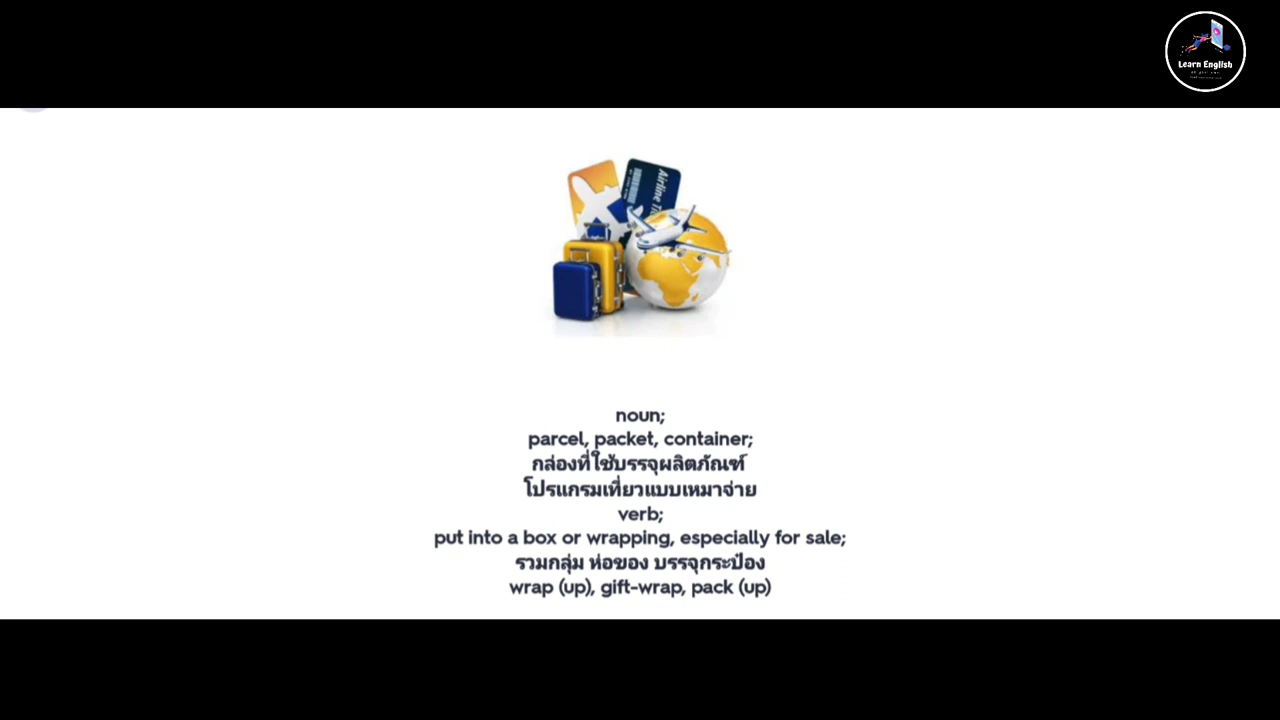 Learn English
Airline Ti
noun;
parcel, packet, container;
กล่องที่ใช้บรรจุผลิตภัณฑ์
โปรแกรมเที่ยวแบบเหมาจ่าย
verb;
put into a box or wrapping, especially for sale;
รวมกลุ่ม ห่อของ บรรจุกระป๋อง
wrap (up), gift-wrap, pack (up)